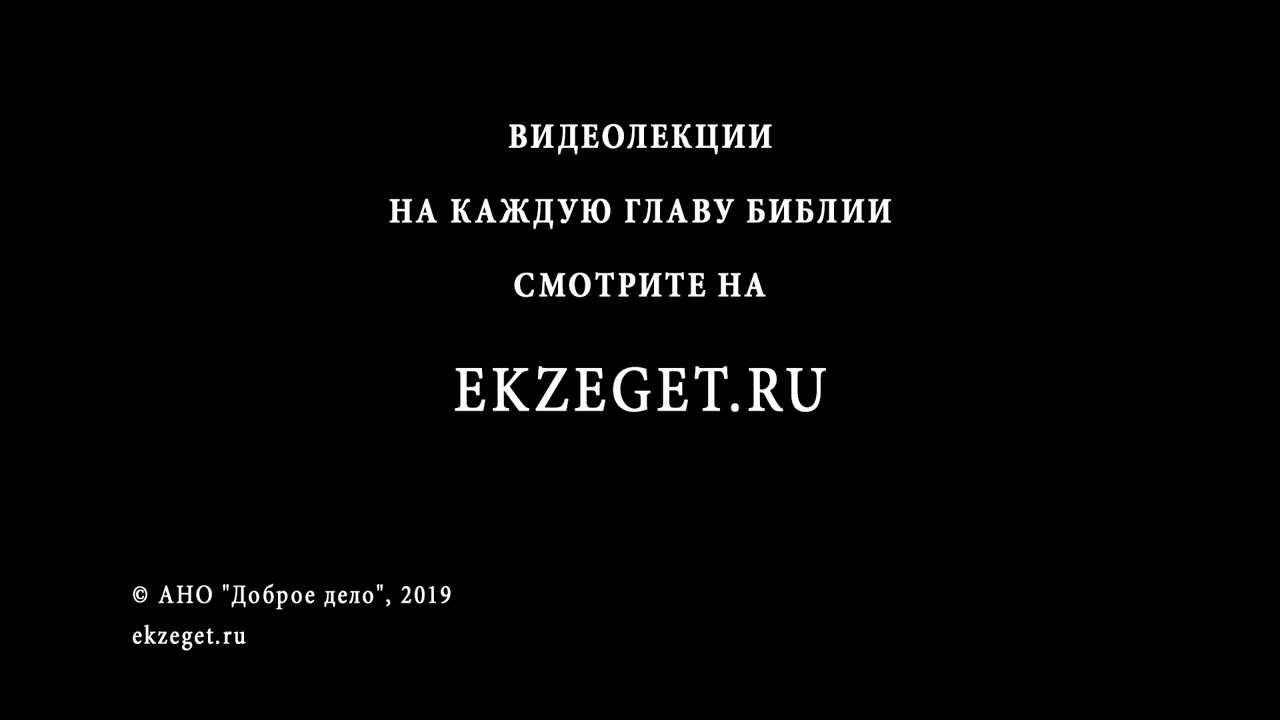 ВИДЕОЛЕКЦИИ
НА КАЖДУЮ ГЛАВУ БИБЛИИ
СМОТРИТЕ НА
EKZEGET.RU
© АНО "Доброе дело", 2019
ekzeget.ru